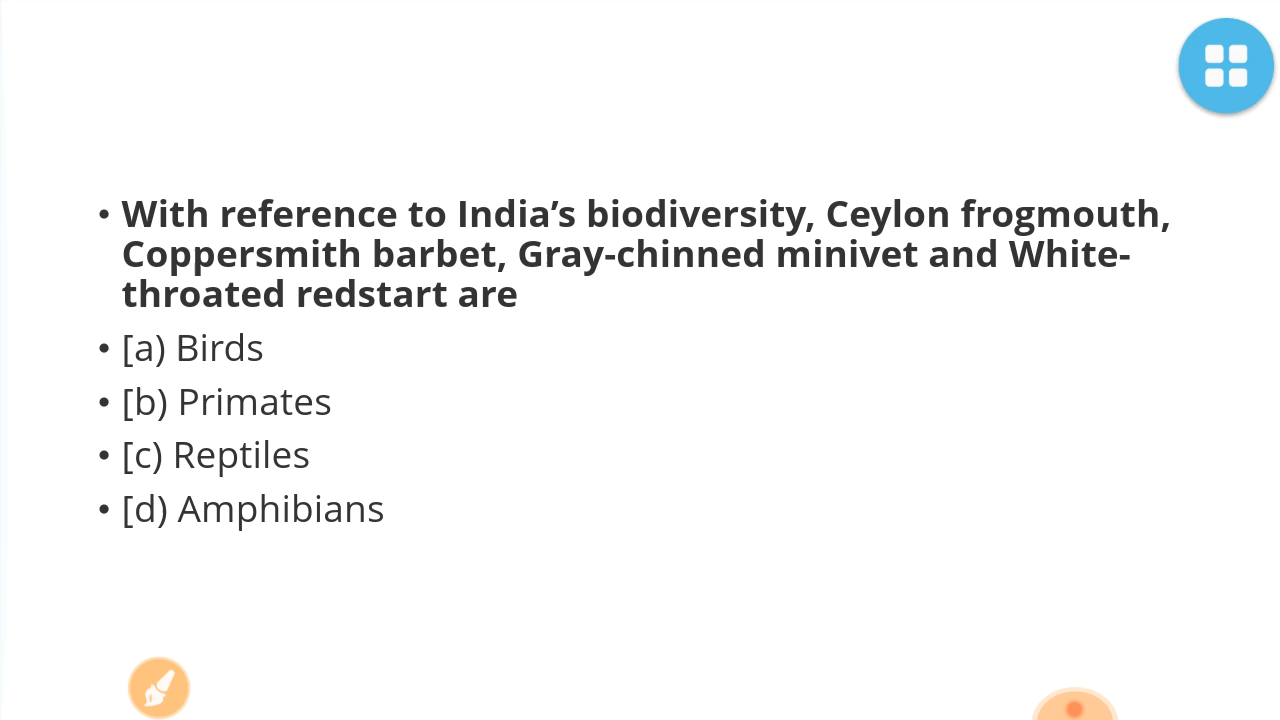 • With reference to India’s biodiversity, Ceylon frogmouth,
Coppersmith barbet, Gray-chinned minivet and White-
throated redstart are
• [a) Birds
• [b) Primates
• [c) Reptiles
• [d) Amphibians